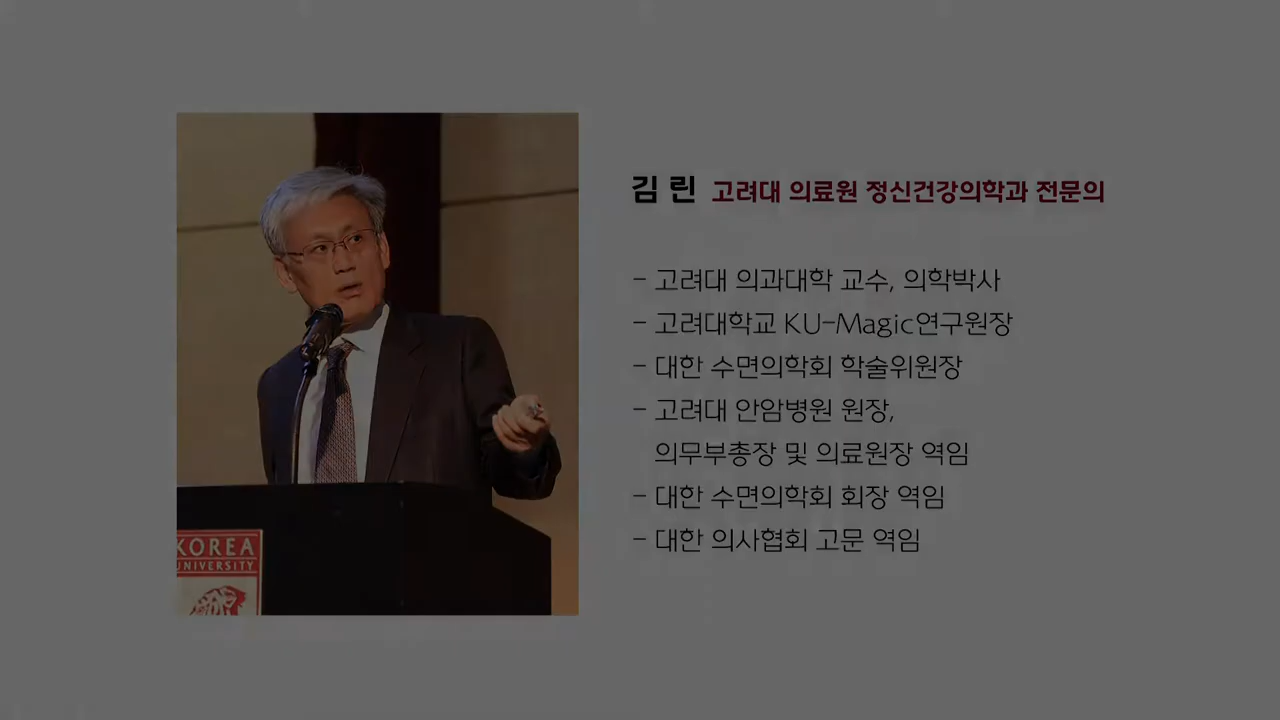 김 린 고려대 의료원 정신건강의학과 전문의
- 고려대 의과대학 교수, 의학박사
- 고려대학교 KU-Magic연구원장
- 대한 수면의학회 학술위원장
- 고려대 안암병원 원장,
의무부총장 및 의료원장 역임
- 대한 수면의학회 회장 역임
- 대한 의사협회 고문 역임
KOREA
UNIVERSITY